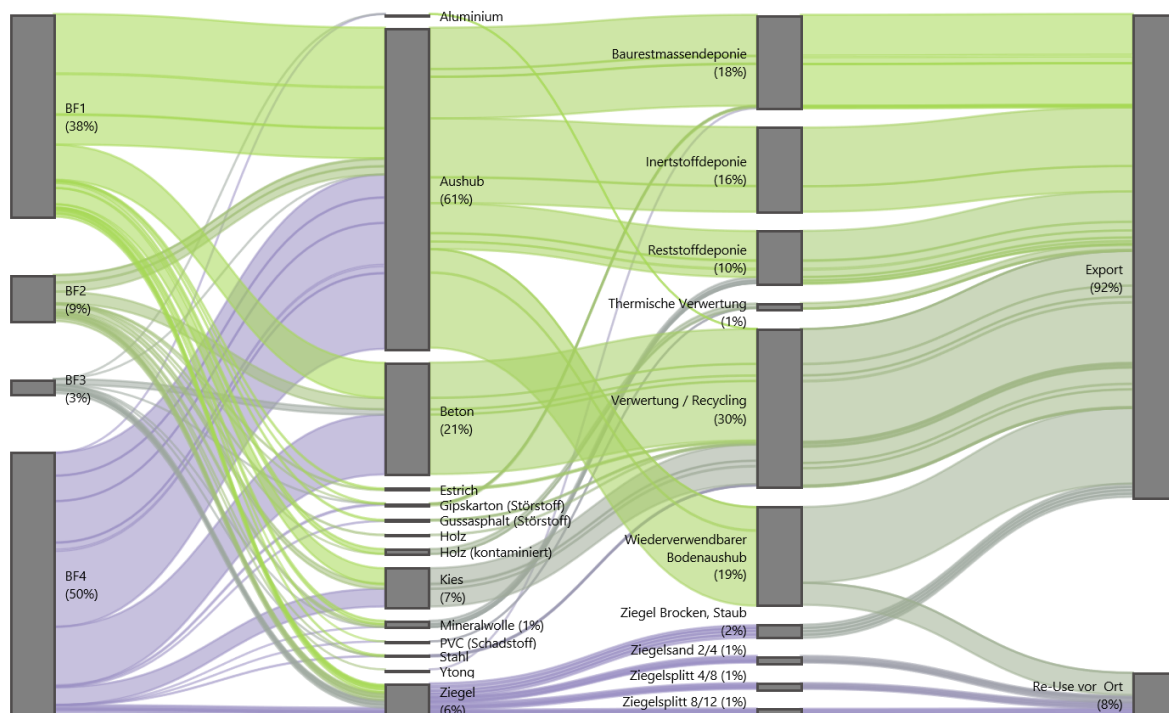 BF1
(38%)
BF2
(9%)
BF3
(3%)
BF4
(50%)
Aluminium
Aushub
(61%)
Beton
(21%)
Estrich
Gipskarton (Störstoff)
Gussasphalt (Störstoff)
Holz
Holz (kontaminiert)
Kies
(7%)
Mineralwolle (1%)
PVC (Schadstoff)
Stahl
Ytong
Ziegel
(6%)
Baurestmassendeponie
(18%)
Inertstoffdeponie
(16%)
Reststoffdeponie
(10%)
Thermische Verwertung
(1%)
Verwertung / Recycling
(30%)
Wiederverwendbarer
Bodenaushub
(19%)
Ziegel Brocken, Staub
(2%)
Ziegelsand 2/4 (1%)
Ziegelsplitt 4/8 (1%)
Ziegelsplitt 8/12 (1%)
Export
(92%)
Re-Use vor Ort
(8%)